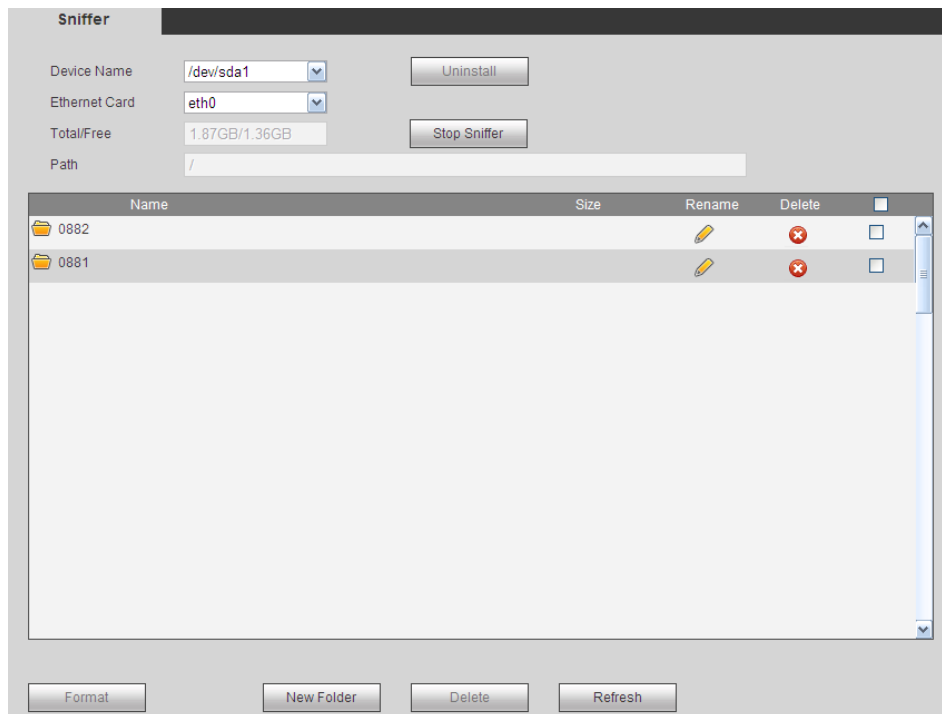 Sniffer
Device Name /dev/sda1 Uninstall
Ethernet Card eth0
Total/Free 1.87GB/1.36GB Stop Sniffer
Path /
Name Size Rename Delete
0882
0881
Format New Folder Delete Refresh